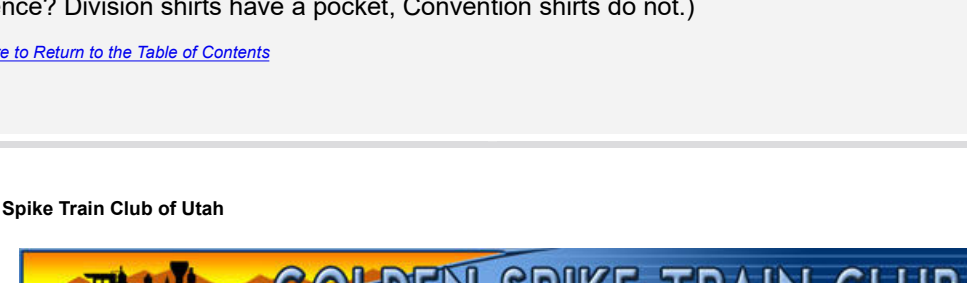 ence? Division shirts have a pocket, Convention shirts do not.)
e to Return to the Table of Contents
Spike Train Club of Utah
GOLDEN SPIKE TRAIN CLUB